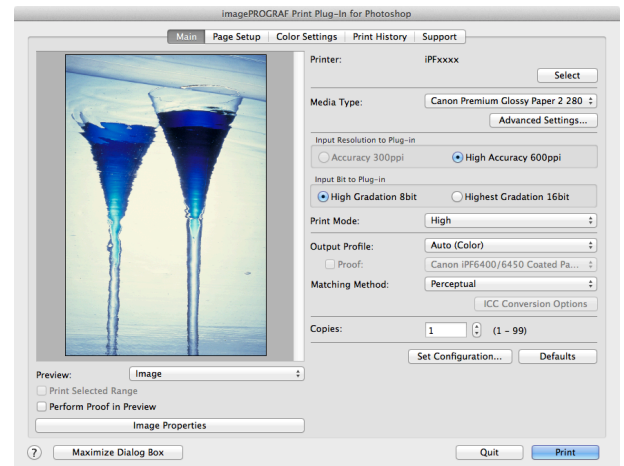 imagePROGRAF Print Plug-In for Photoshop
Main Page Setup Color Settings Print History Support
Printer: iPFxxxx
Select
Media Type: Canon Premium Glossy Paper 2 280
Advanced Settings...
Input Resolution to Plug-in
Accuracy 300ppi High Accuracy 600ppi
Input Bit to Plug-in
High Gradation 8bit Highest Gradation 16bit
Print Mode: High
Output Profile: Auto (Color)
Proof: Canon iPF6400/6450 Coated Pa...
Matching Method: Perceptual
ICC Conversion Options
Copies: 1 (1 - 99)
Set Configuration... Defaults
Preview: Image
Print Selected Range
Perform Proof in Preview
Image Properties
? Maximize Dialog Box Quit Print